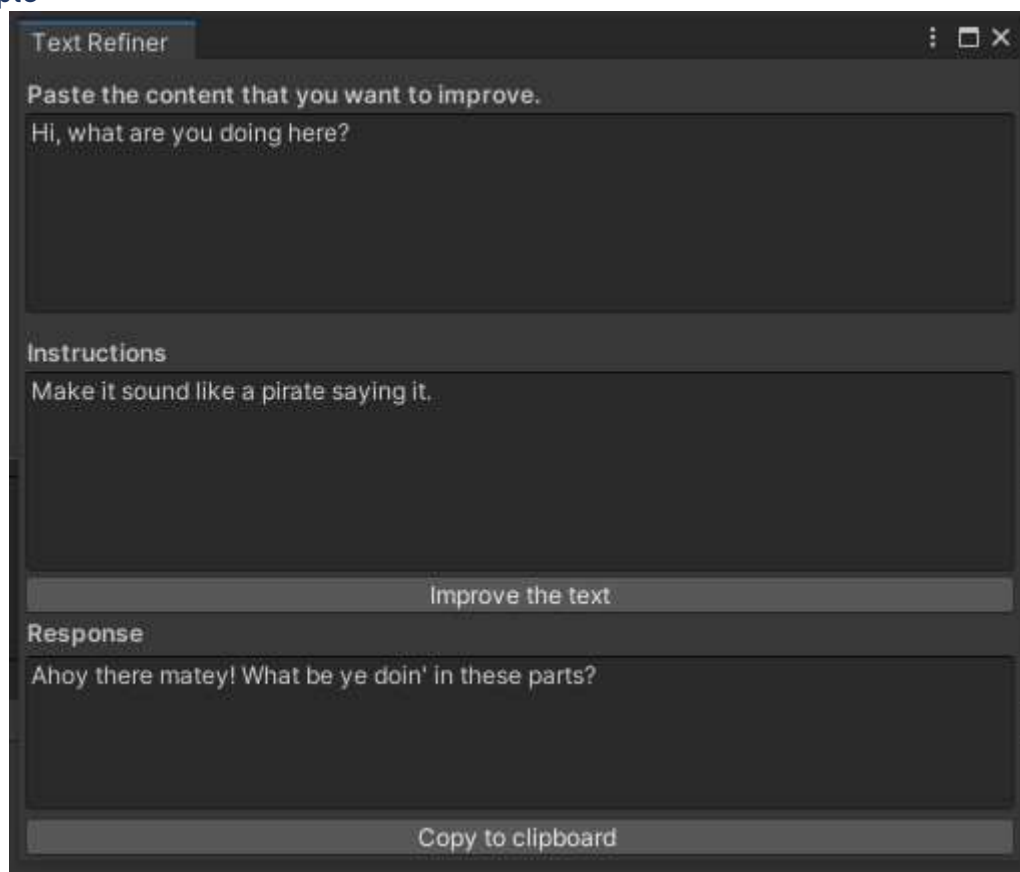 Text Refiner
Paste the content that you want to improve.
Hi, what are you doing here?
Instructions
Make it sound like a pirate saying it.
Improve the text
Response
Ahoy there matey! What be ye doin' in these parts?
Copy to clipboard